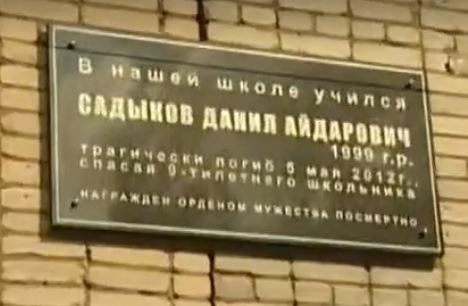 В нашей школе учился
САДЫКОВ ДАНИЛ АЙДАРОВИЧ
1999 г.р.
трагически погиб 5 мая 2012г.,
спасая 9-тилетнего школьника
НАГРАЖДЕН ОРДЕНОМ МУЖЕСТВА ПОСМЕРТНО